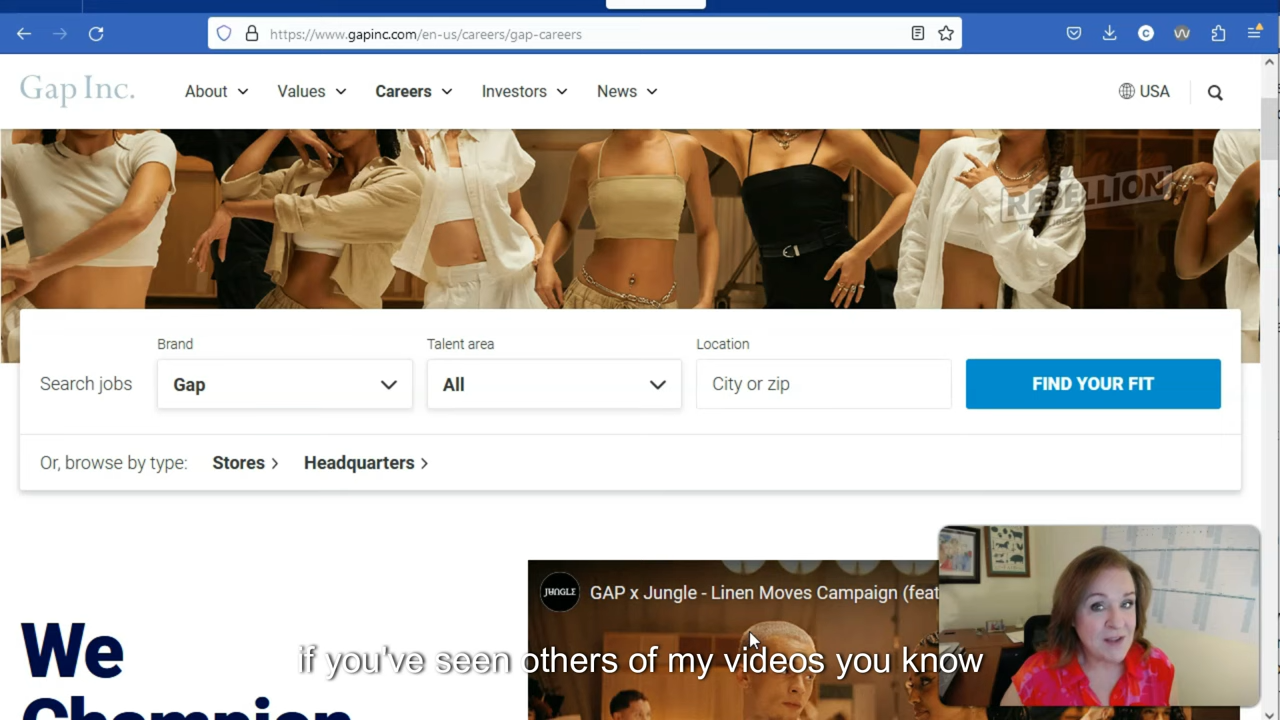 https://www.gapinc.com/en-us/careers/gap-careers
Gap Inc.
About
Values
Careers
Investors
News
USA
REBELLION
Brand
Talent area
Location
Search jobs
Gap
All
City or zip
FIND YOUR FIT
Or, browse by type:
Stores
Headquarters
JUNGLE
GAP x Jungle - Linen Moves Campaign (feat
We
Champion
if you've seen others of my videos you know